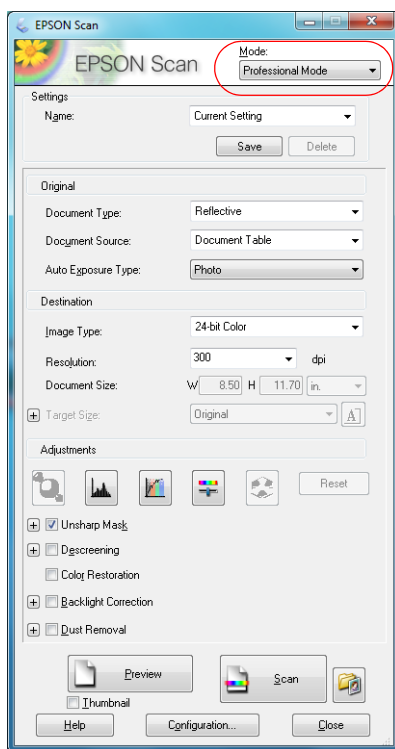 EPSON Scan
EPSON Scan
Mode:
Professional Mode
Settings
Name: Current Setting
Save Delete
Original
Document Type: Reflective
Document Source: Document Table
Auto Exposure Type: Photo
Destination
Image Type: 24-bit Color
Resolution: 300 dpi
Document Size: W 8.50 H 11.70 in.
Target Size: Original A
Adjustments
Reset
Unsharp Mask
Descreening
Color Restoration
Backlight Correction
Dust Removal
Preview Scan
Thumbnail
Help Configuration... Close